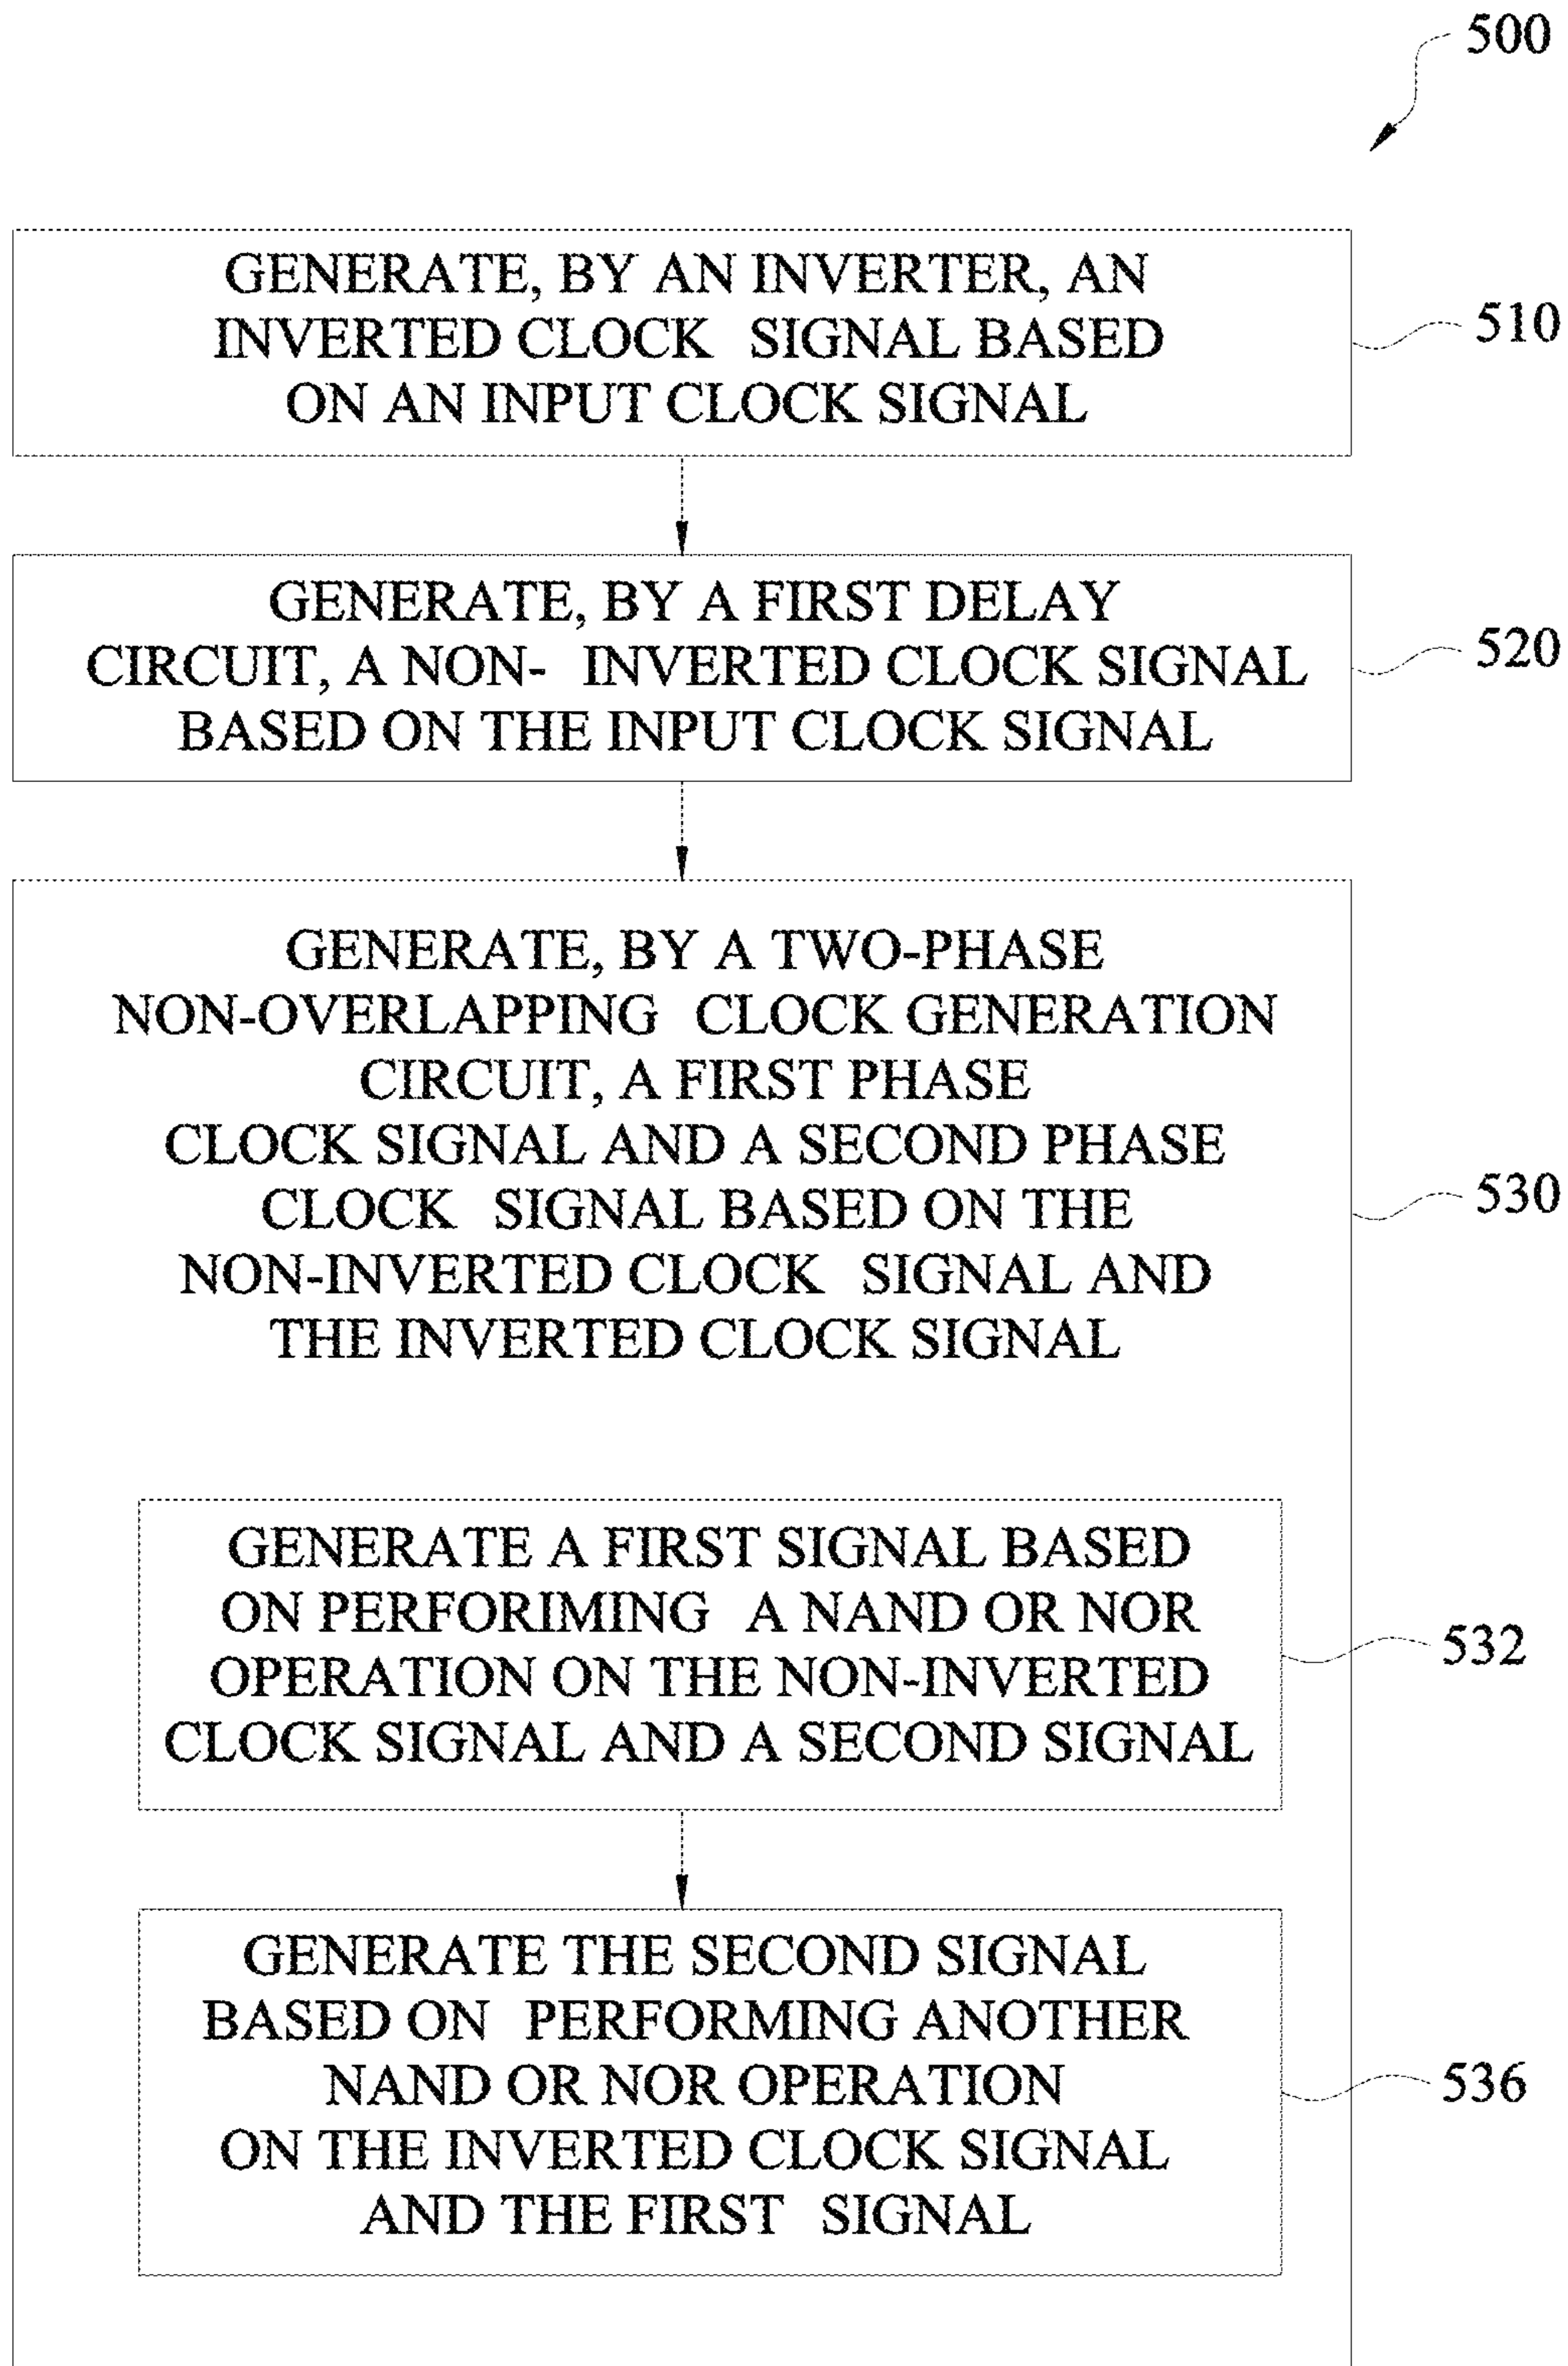 500
GENERATE, BY AN INVERTER, AN
INVERTED CLOCK SIGNAL BASED
ON AN INPUT CLOCK SIGNAL
510
GENERATE, BY A FIRST DELAY
CIRCUIT, A NON- INVERTED CLOCK SIGNAL
BASED ON THE INPUT CLOCK SIGNAL
520
GENERATE, BY A TWO-PHASE
NON-OVERLAPPING CLOCK GENERATION
CIRCUIT, A FIRST PHASE
CLOCK SIGNAL AND A SECOND PHASE
CLOCK SIGNAL BASED ON THE
NON-INVERTED CLOCK SIGNAL AND
THE INVERTED CLOCK SIGNAL
530
GENERATE A FIRST SIGNAL BASED
ON PERFORIMING A NAND OR NOR
OPERATION ON THE NON-INVERTED
CLOCK SIGNAL AND A SECOND SIGNAL
532
GENERATE THE SECOND SIGNAL
BASED ON PERFORMING ANOTHER
NAND OR NOR OPERATION
ON THE INVERTED CLOCK SIGNAL
AND THE FIRST SIGNAL
536